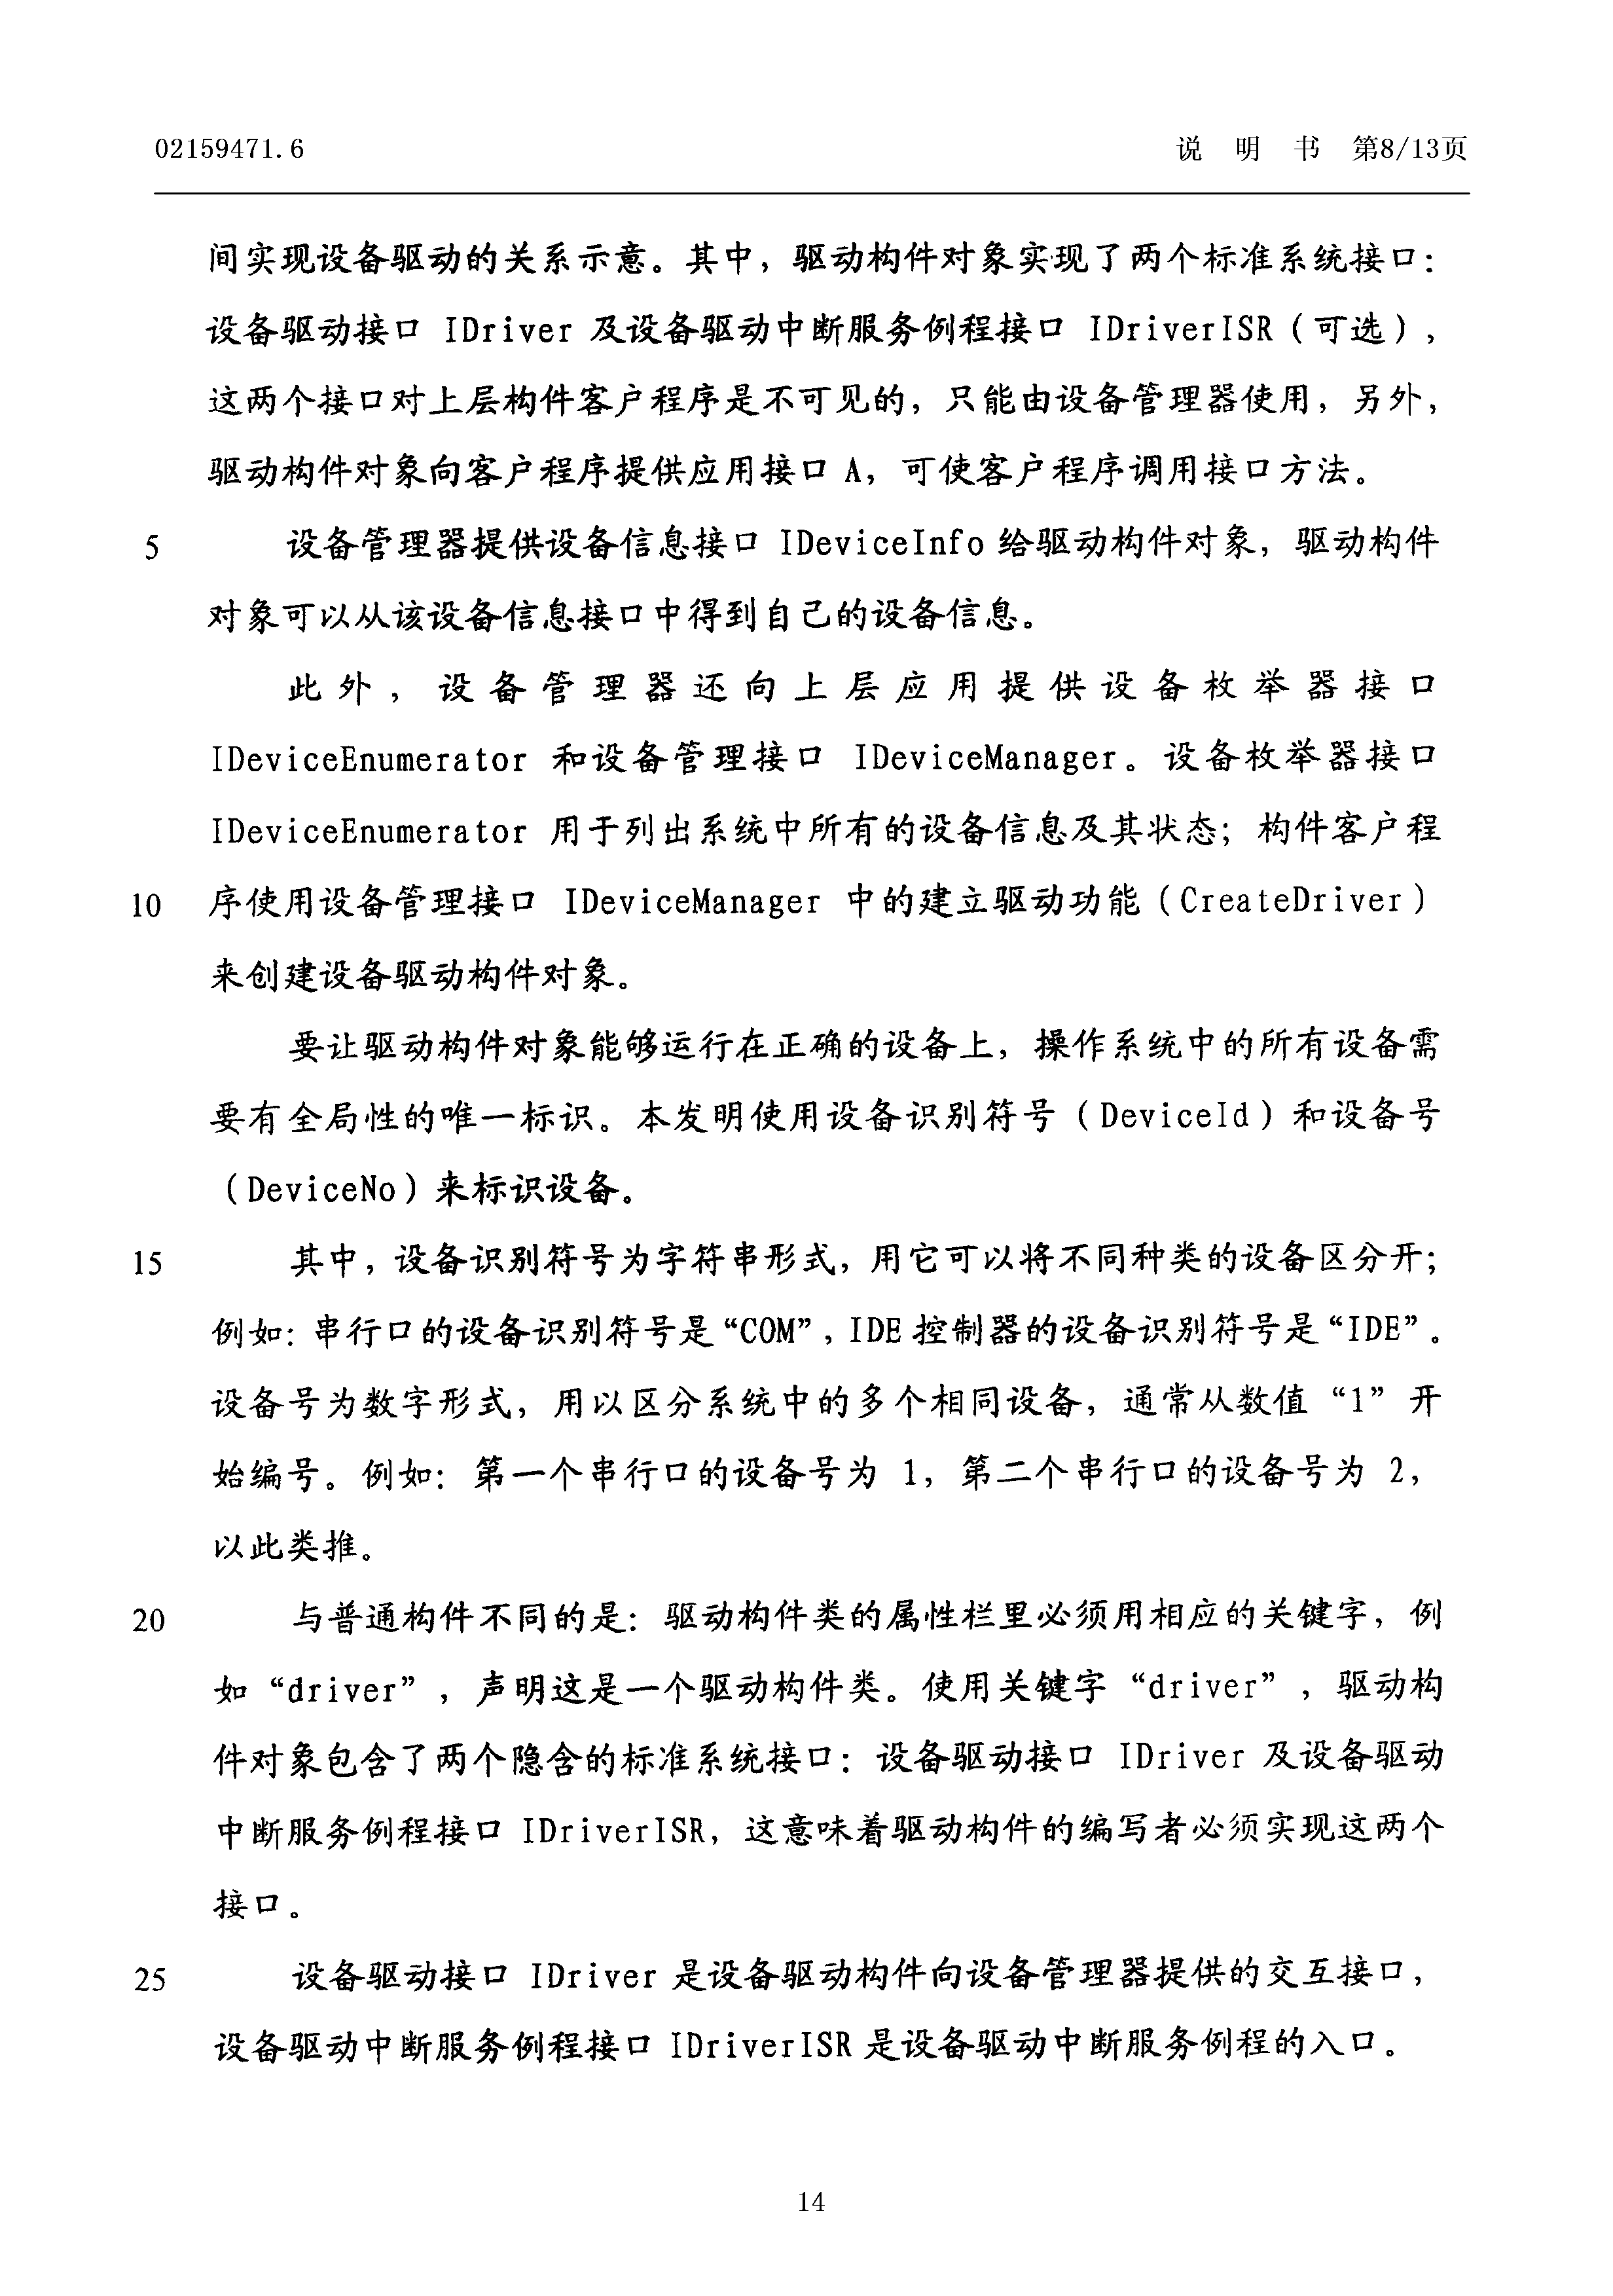 02159471.6
说 明 书 第8/13页
间实现设备驱动的关系示意。其中，驱动构件对象实现了两个标准系统接口：
设备驱动接口 IDriver 及设备驱动中断服务例程接口 IDriverISR（可选），
这两个接口对上层构件客户程序是不可见的，只能由设备管理器使用，另外，
驱动构件对象向客户程序提供应用接口 A，可使客户程序调用接口方法。
5 设备管理器提供设备信息接口 IDeviceInfo 给驱动构件对象，驱动构件
对象可以从该设备信息接口中得到自己的设备信息。
此外，设备管理器还向上层应用提供设备枚举器接口
IDeviceEnumerator 和设备管理接口 IDeviceManager。设备枚举器接口
IDeviceEnumerator 用于列出系统中所有的设备信息及其状态；构件客户程
10 序使用设备管理接口 IDeviceManager 中的建立驱动功能（CreateDriver）
来创建设备驱动构件对象。
要让驱动构件对象能够运行在正确的设备上，操作系统中的所有设备需
要有全局性的唯一标识。本发明使用设备识别符号（DeviceId）和设备号
（DeviceNo）来标识设备。
15 其中，设备识别符号为字符串形式，用它可以将不同种类的设备区分开；
例如：串行口的设备识别符号是“COM”，IDE 控制器的设备识别符号是“IDE”。
设备号为数字形式，用以区分系统中的多个相同设备，通常从数值“1”开
始编号。例如：第一个串行口的设备号为 1，第二个串行口的设备号为 2，
以此类推。
20 与普通构件不同的是：驱动构件类的属性栏里必须用相应的关键字，例
如“driver”，声明这是一个驱动构件类。使用关键字“driver”，驱动构
件对象包含了两个隐含的标准系统接口：设备驱动接口 IDriver 及设备驱动
中断服务例程接口 IDriverISR，这意味着驱动构件的编写者必须实现这两个
接口。
25 设备驱动接口 IDriver 是设备驱动构件向设备管理器提供的交互接口，
设备驱动中断服务例程接口 IDriverISR 是设备驱动中断服务例程的入口。
14